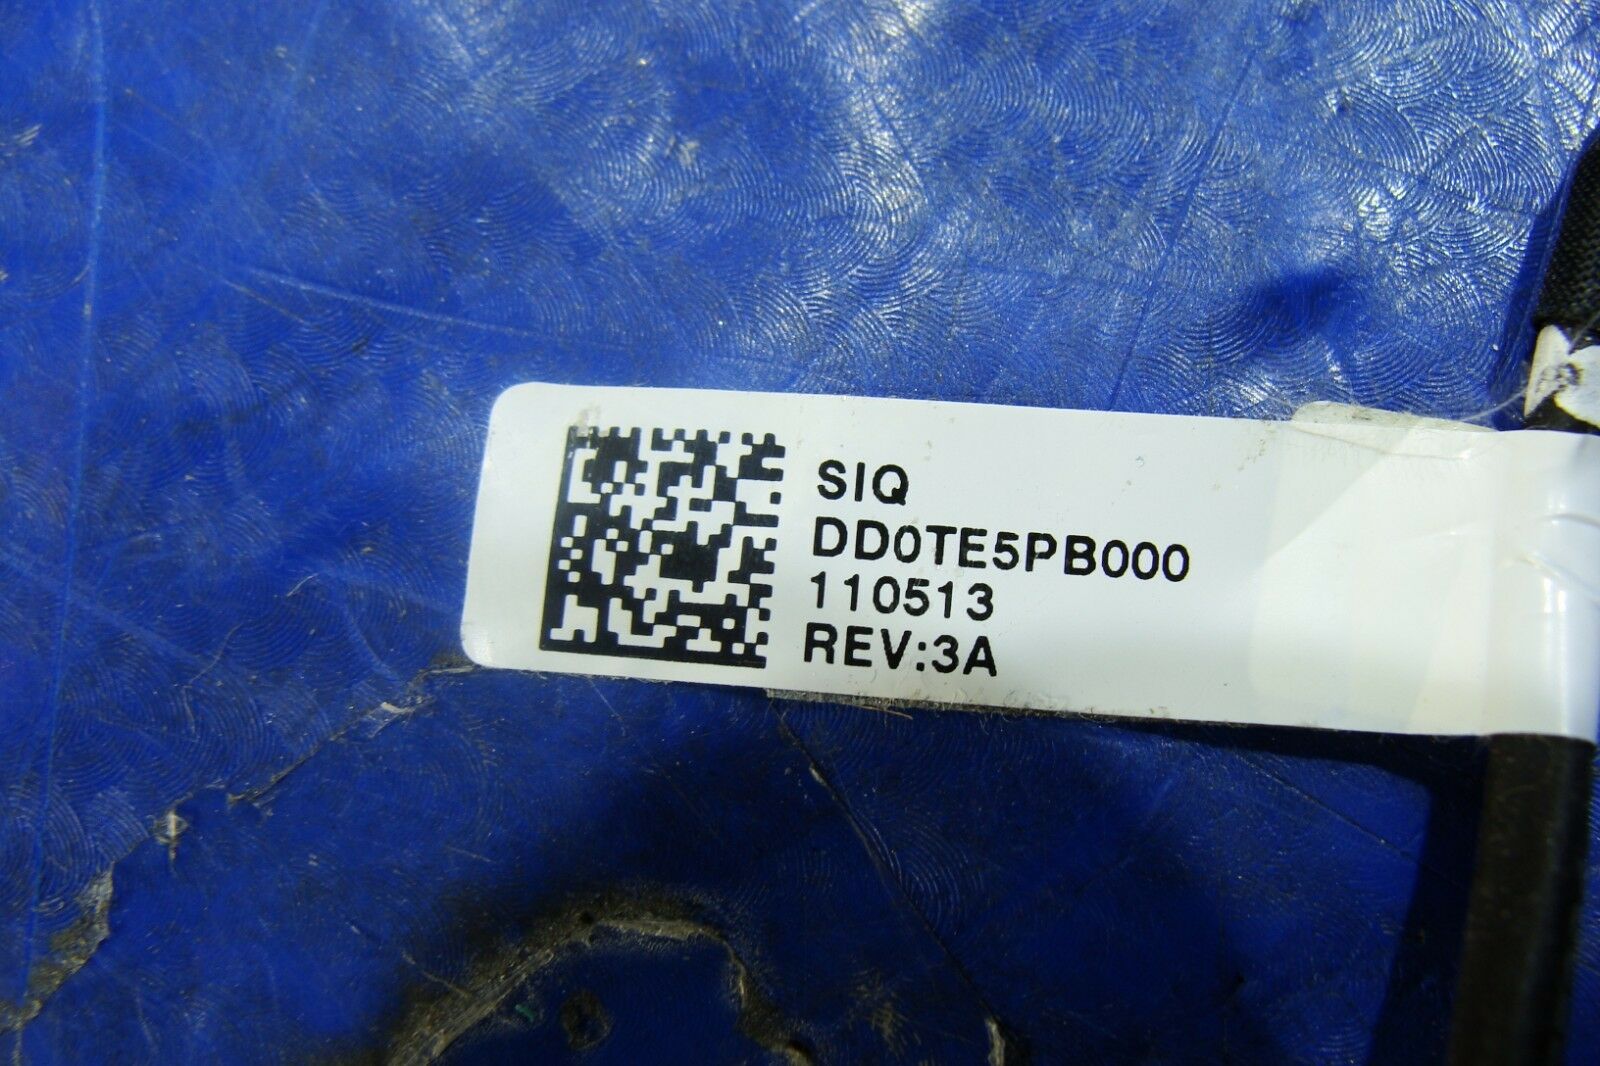 SIQ
DD0TE5PB000
110513
REV:3A